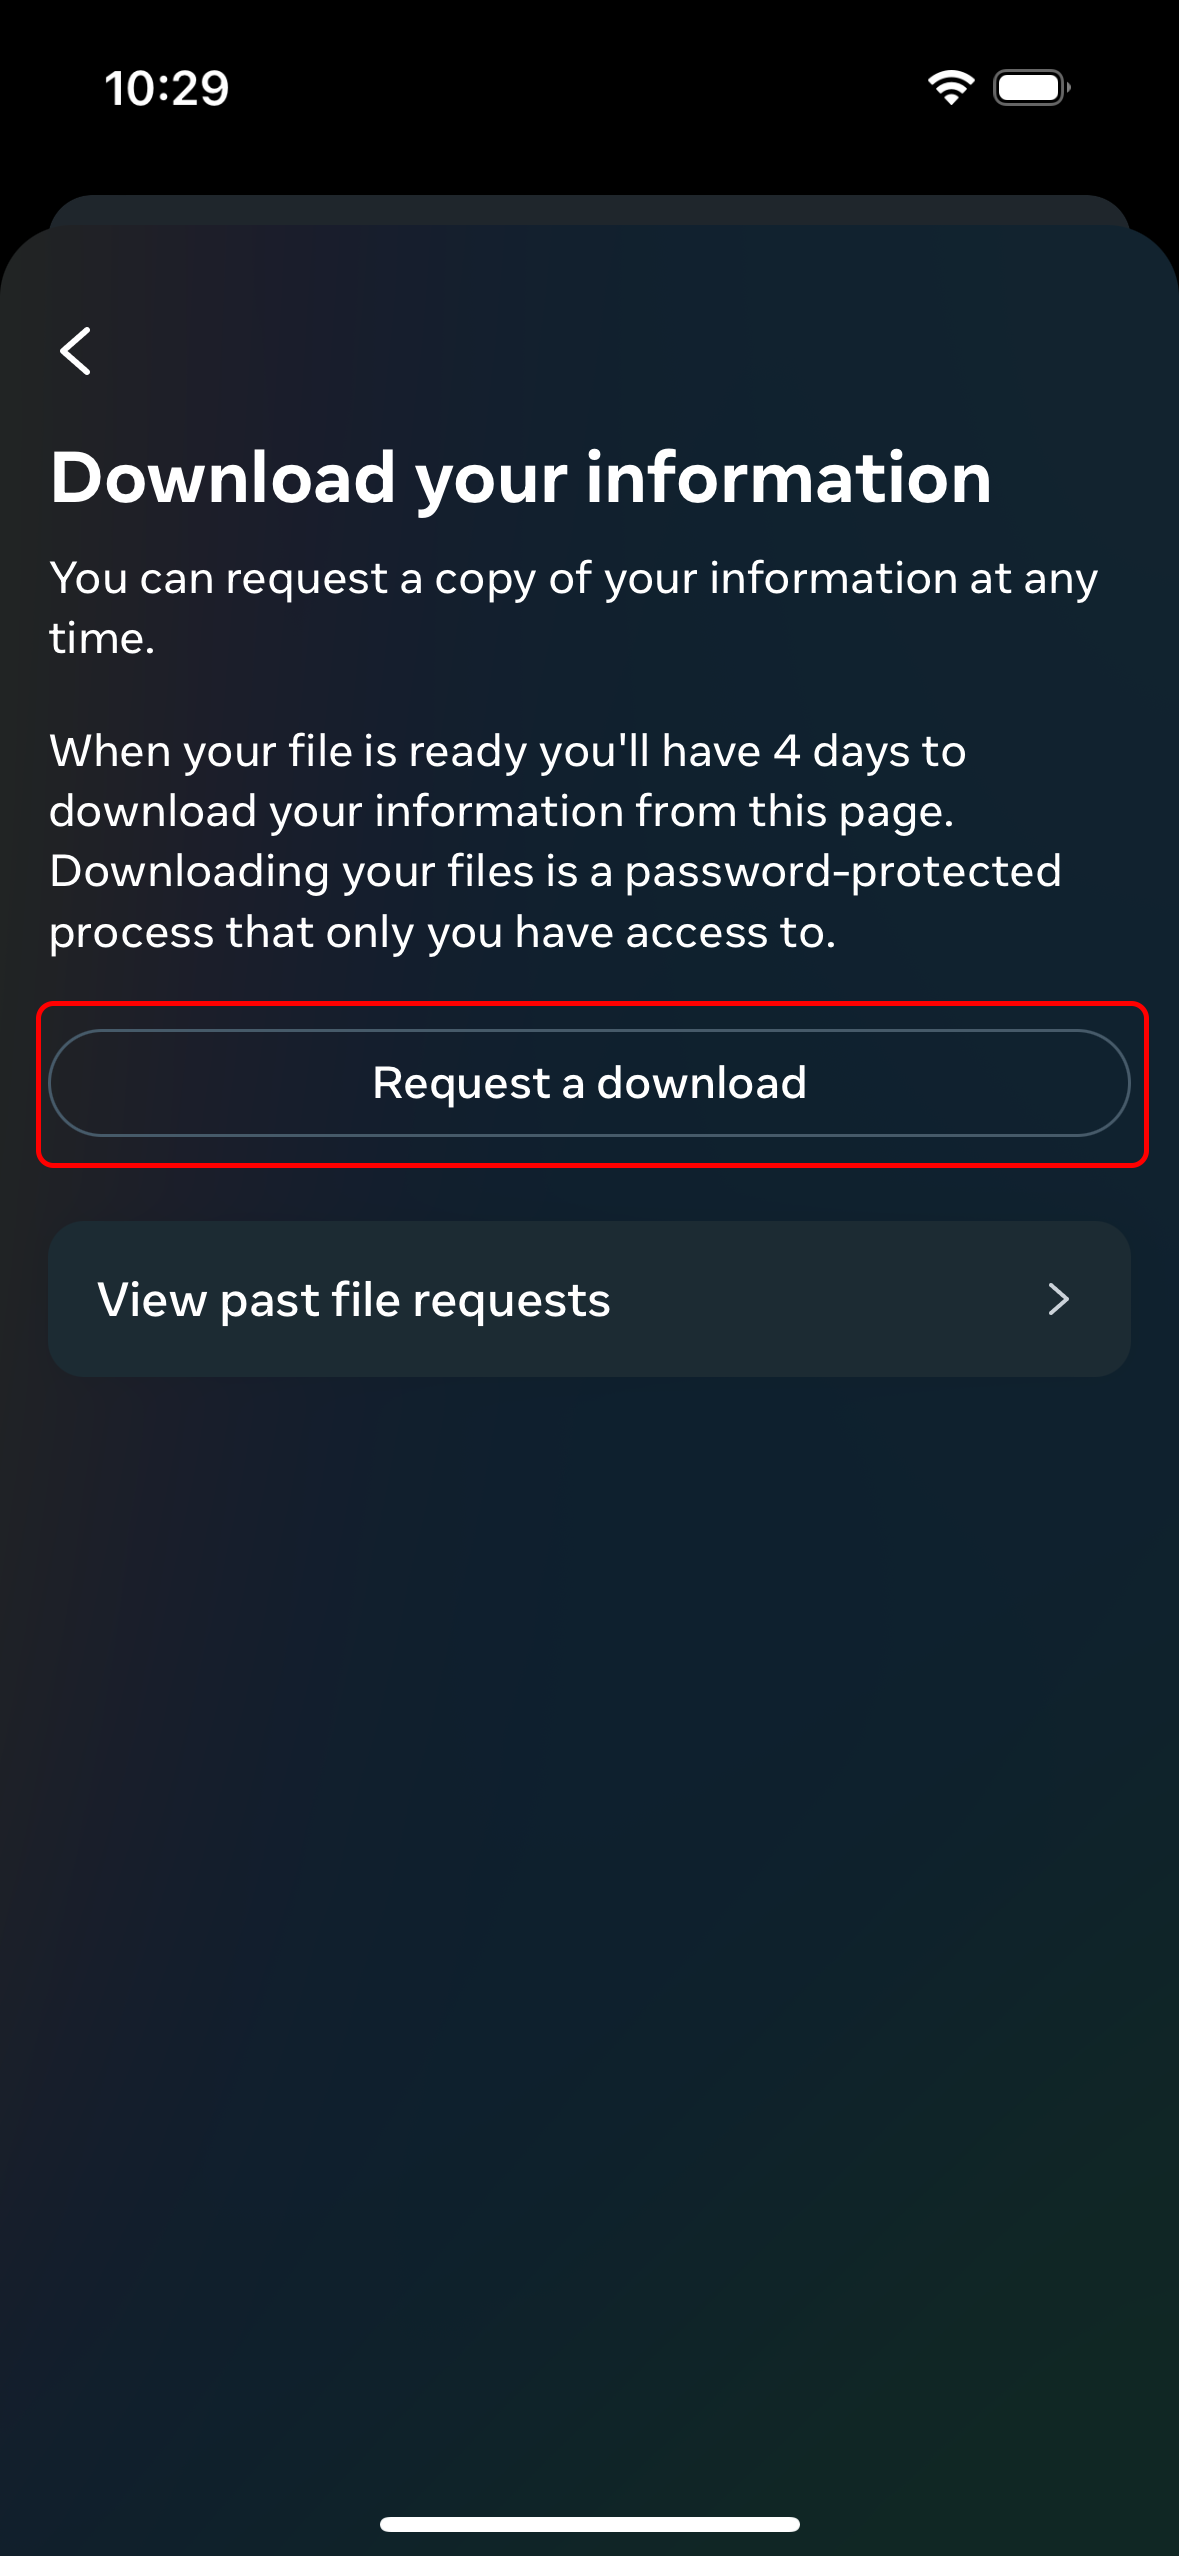 10:29
Download your information
You can request a copy of your information at any
time.
When your file is ready you'll have 4 days to
download your information from this page.
Downloading your files is a password-protected
process that only you have access to.
Request a download
View past file requests